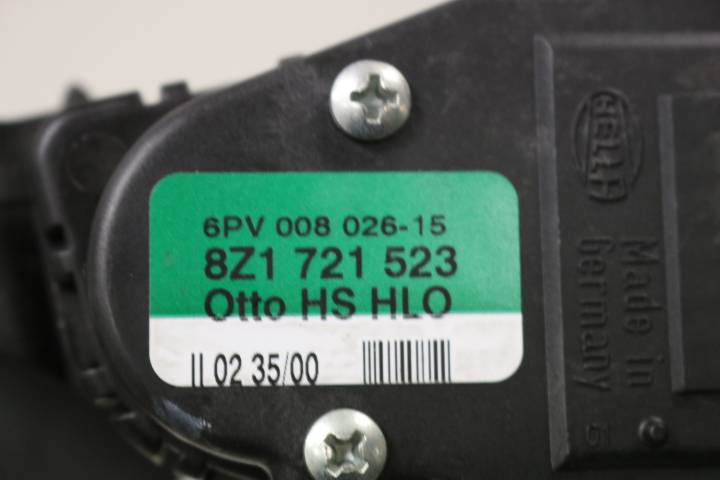 6PV 008 026-15
8Z1 721 523
Otto HS HLO
II 02 35/00
HELLA
Made in
Germany